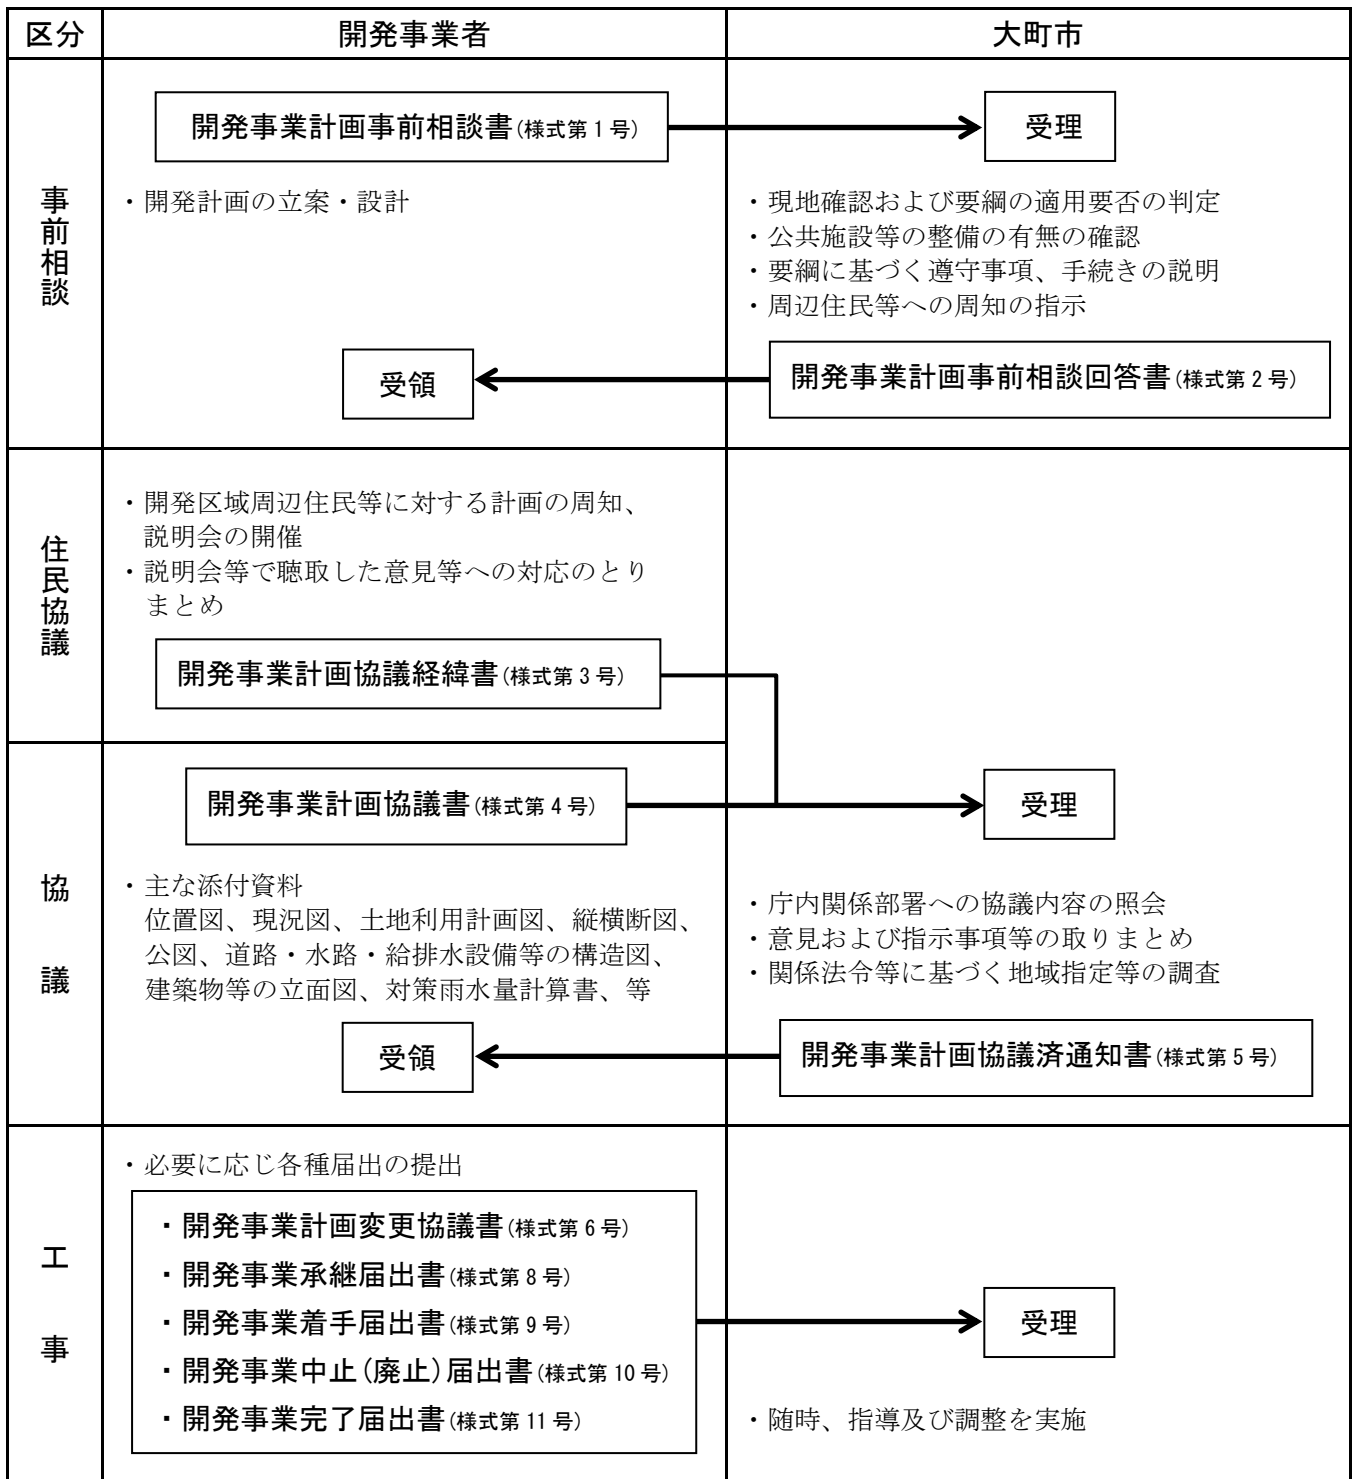 区分 開発事業者 大町市
事前相談
開発事業計画事前相談書(様式第1号)
受理
・開発計画の立案・設計
・現地確認および要綱の適用要否の判定
・公共施設等の整備の有無の確認
・要綱に基づく遵守事項、手続きの説明
・周辺住民等への周知の指示
受領
開発事業計画事前相談回答書(様式第2号)
住民協議
・開発区域周辺住民等に対する計画の周知、
説明会の開催
・説明会等で聴取した意見等への対応のとり
まとめ
開発事業計画協議経緯書(様式第3号)
協議
開発事業計画協議書(様式第4号)
受理
・主な添付資料
位置図、現況図、土地利用計画図、縦横断図、
公図、道路・水路・給排水設備等の構造図、
建築物等の立面図、対策雨水量計算書、等
・庁内関係部署への協議内容の照会
・意見および指示事項等の取りまとめ
・関係法令等に基づく地域指定等の調査
受領
開発事業計画協議済通知書(様式第5号)
工事
・必要に応じ各種届出の提出
・開発事業計画変更協議書(様式第6号)
・開発事業承継届出書(様式第8号)
・開発事業着手届出書(様式第9号)
・開発事業中止(廃止)届出書(様式第10号)
・開発事業完了届出書(様式第11号)
受理
・随時、指導及び調整を実施